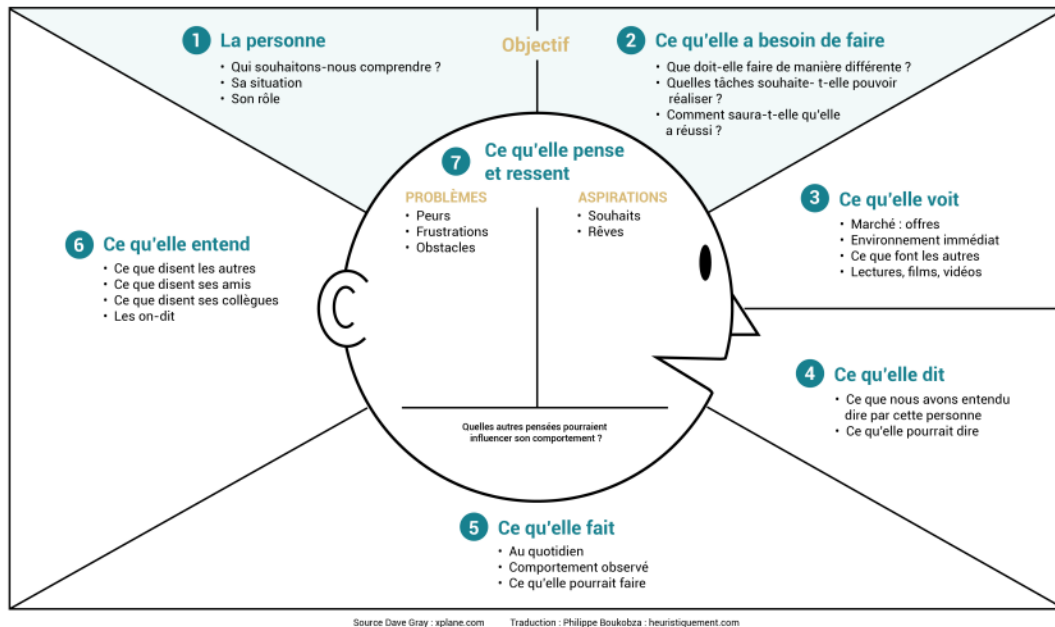 Objectif
1 La personne
• Qui souhaitons-nous comprendre ?
• Sa situation
• Son rôle
2 Ce qu'elle a besoin de faire
• Que doit-elle faire de manière différente ?
• Quelles tâches souhaite- t-elle pouvoir
réaliser ?
• Comment saura-t-elle qu'elle
a réussi ?
3 Ce qu'elle voit
• Marché : offres
• Environnement immédiat
• Ce que font les autres
• Lectures, films, vidéos
4 Ce qu'elle dit
• Ce que nous avons entendu
dire par cette personne
• Ce qu'elle pourrait dire
5 Ce qu'elle fait
• Au quotidien
• Comportement observé
• Ce qu'elle pourrait faire
6 Ce qu'elle entend
• Ce que disent les autres
• Ce que disent ses amis
• Ce que disent ses collègues
• Les on-dit
7 Ce qu'elle pense
et ressent
PROBLÈMES
• Peurs
• Frustrations
• Obstacles
ASPIRATIONS
• Souhaits
• Rêves
Quelles autres pensées pourraient
influencer son comportement ?
Source Dave Gray : xplane.com Traduction : Philippe Boukobza : heuristiquement.com